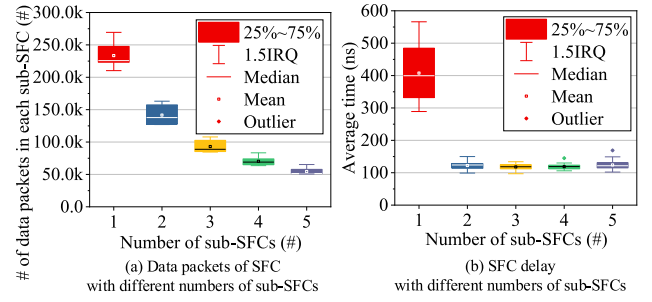 # of data packets in each sub-SFC (#)
300.0k
250.0k
200.0k
150.0k
100.0k
50.0k
0.0
25%~75%
1.5IRQ
Median
Mean
Outlier
1 2 3 4 5
Number of sub-SFCs (#)
(a) Data packets of SFC
with different numbers of sub-SFCs
Average time (ns)
600
500
400
300
200
100
0
25%~75%
1.5IRQ
Median
Mean
Outlier
1 2 3 4 5
Number of sub-SFCs (#)
(b) SFC delay
with different numbers of sub-SFCs